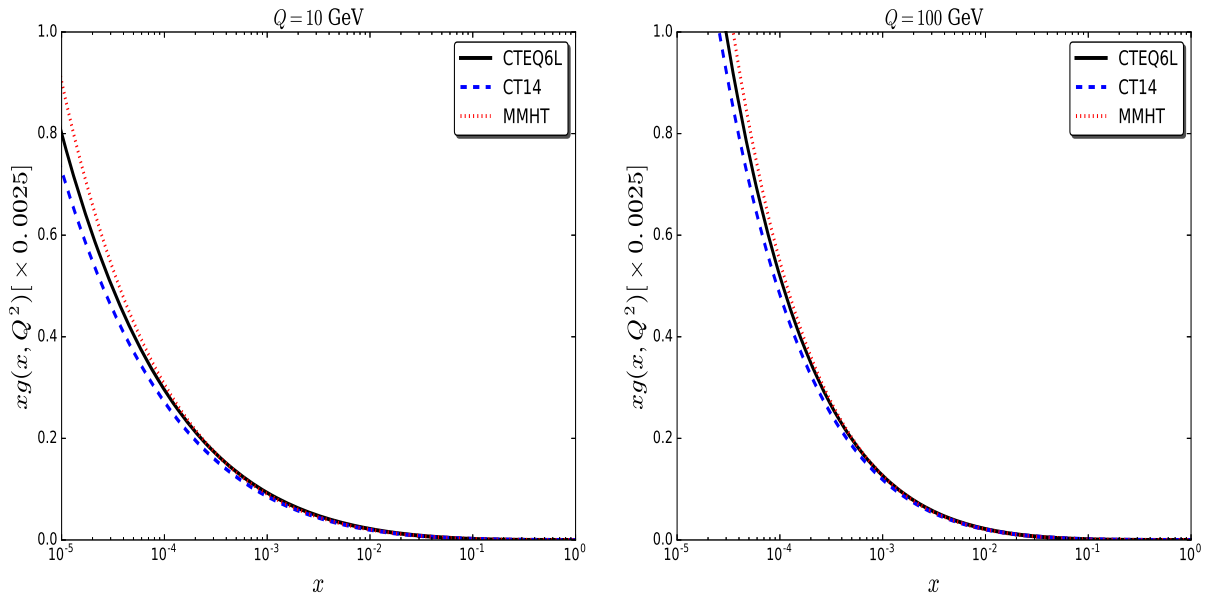 Q = 10 GeV
xg(x, Q²)[ × 0.0025]
1.0
0.8
0.6
0.4
0.2
0.0
CTEQ6L
CT14
MMHT
10⁻⁵ 10⁻⁴ 10⁻³ 10⁻² 10⁻¹ 10⁰
x
Q = 100 GeV
xg(x, Q²)[ × 0.0025]
1.0
0.8
0.6
0.4
0.2
0.0
CTEQ6L
CT14
MMHT
10⁻⁵ 10⁻⁴ 10⁻³ 10⁻² 10⁻¹ 10⁰
x